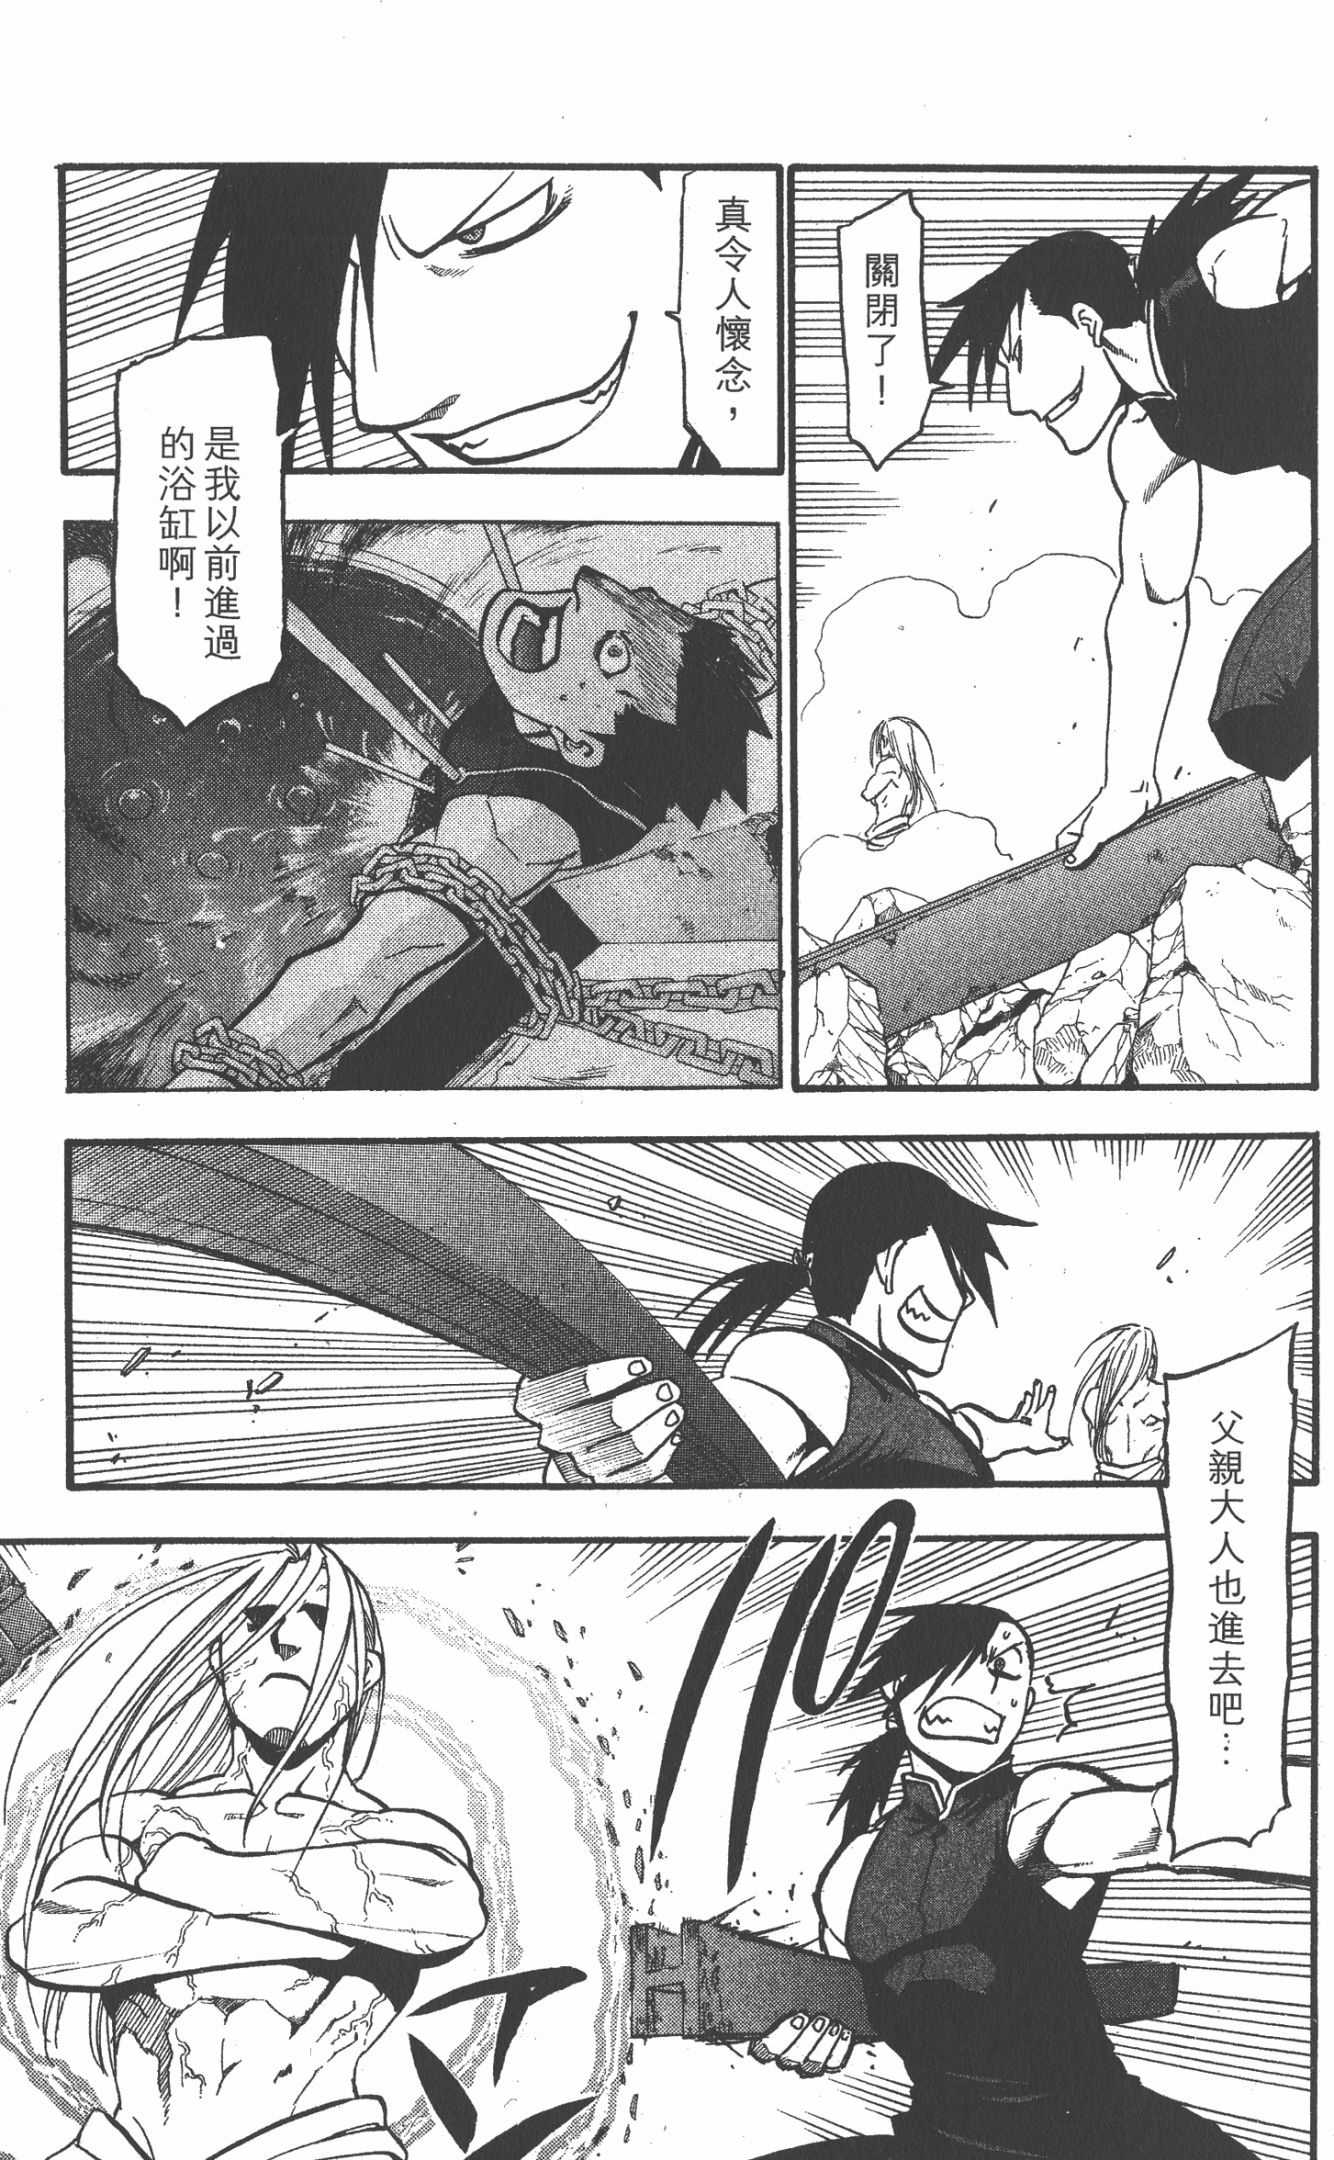 關閉了！
真令人懷念，
是我以前進過
的浴缸啊！
父親大人也進去吧…